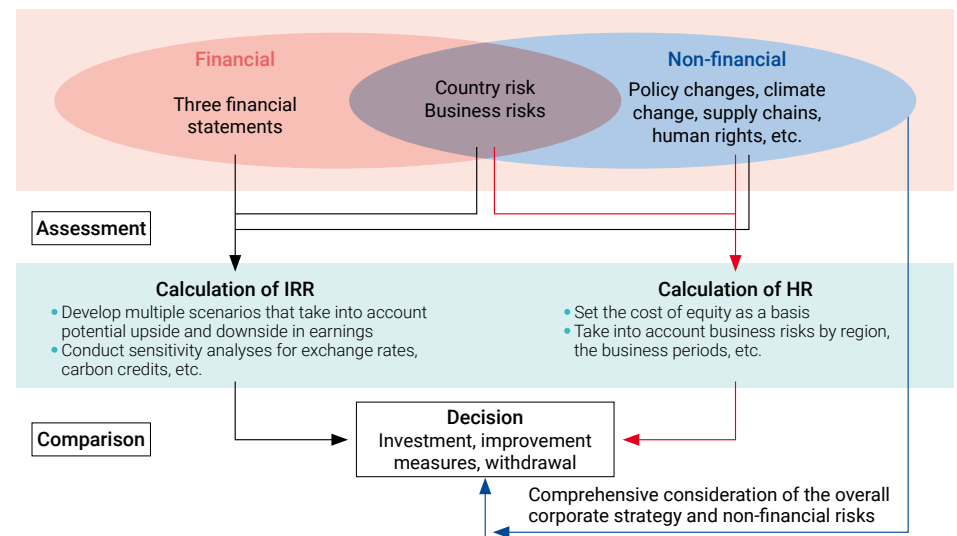 Financial
Three financial
statements
Country risk
Business risks
Non-financial
Policy changes, climate
change, supply chains,
human rights, etc.
Assessment
Calculation of IRR
• Develop multiple scenarios that take into account
potential upside and downside in earnings
• Conduct sensitivity analyses for exchange rates,
carbon credits, etc.
Calculation of HR
• Set the cost of equity as a basis
• Take into account business risks by region,
the business periods, etc.
Comparison
Decision
Investment, improvement
measures, withdrawal
Comprehensive consideration of the overall
corporate strategy and non-financial risks